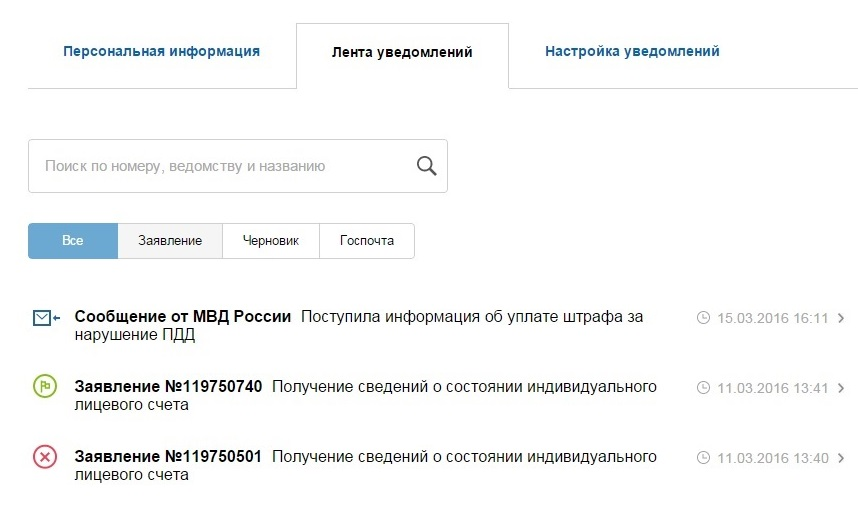 Персональная информация
Лента уведомлений
Настройка уведомлений
Поиск по номеру, ведомству и названию
Все
Заявление
Черновик
Госпочта
Сообщение от МВД России Поступила информация об уплате штрафа за
нарушение ПДД
15.03.2016 16:11
Заявление №119750740 Получение сведений о состоянии индивидуального
лицевого счета
11.03.2016 13:41
Заявление №119750501 Получение сведений о состоянии индивидуального
лицевого счета
11.03.2016 13:40